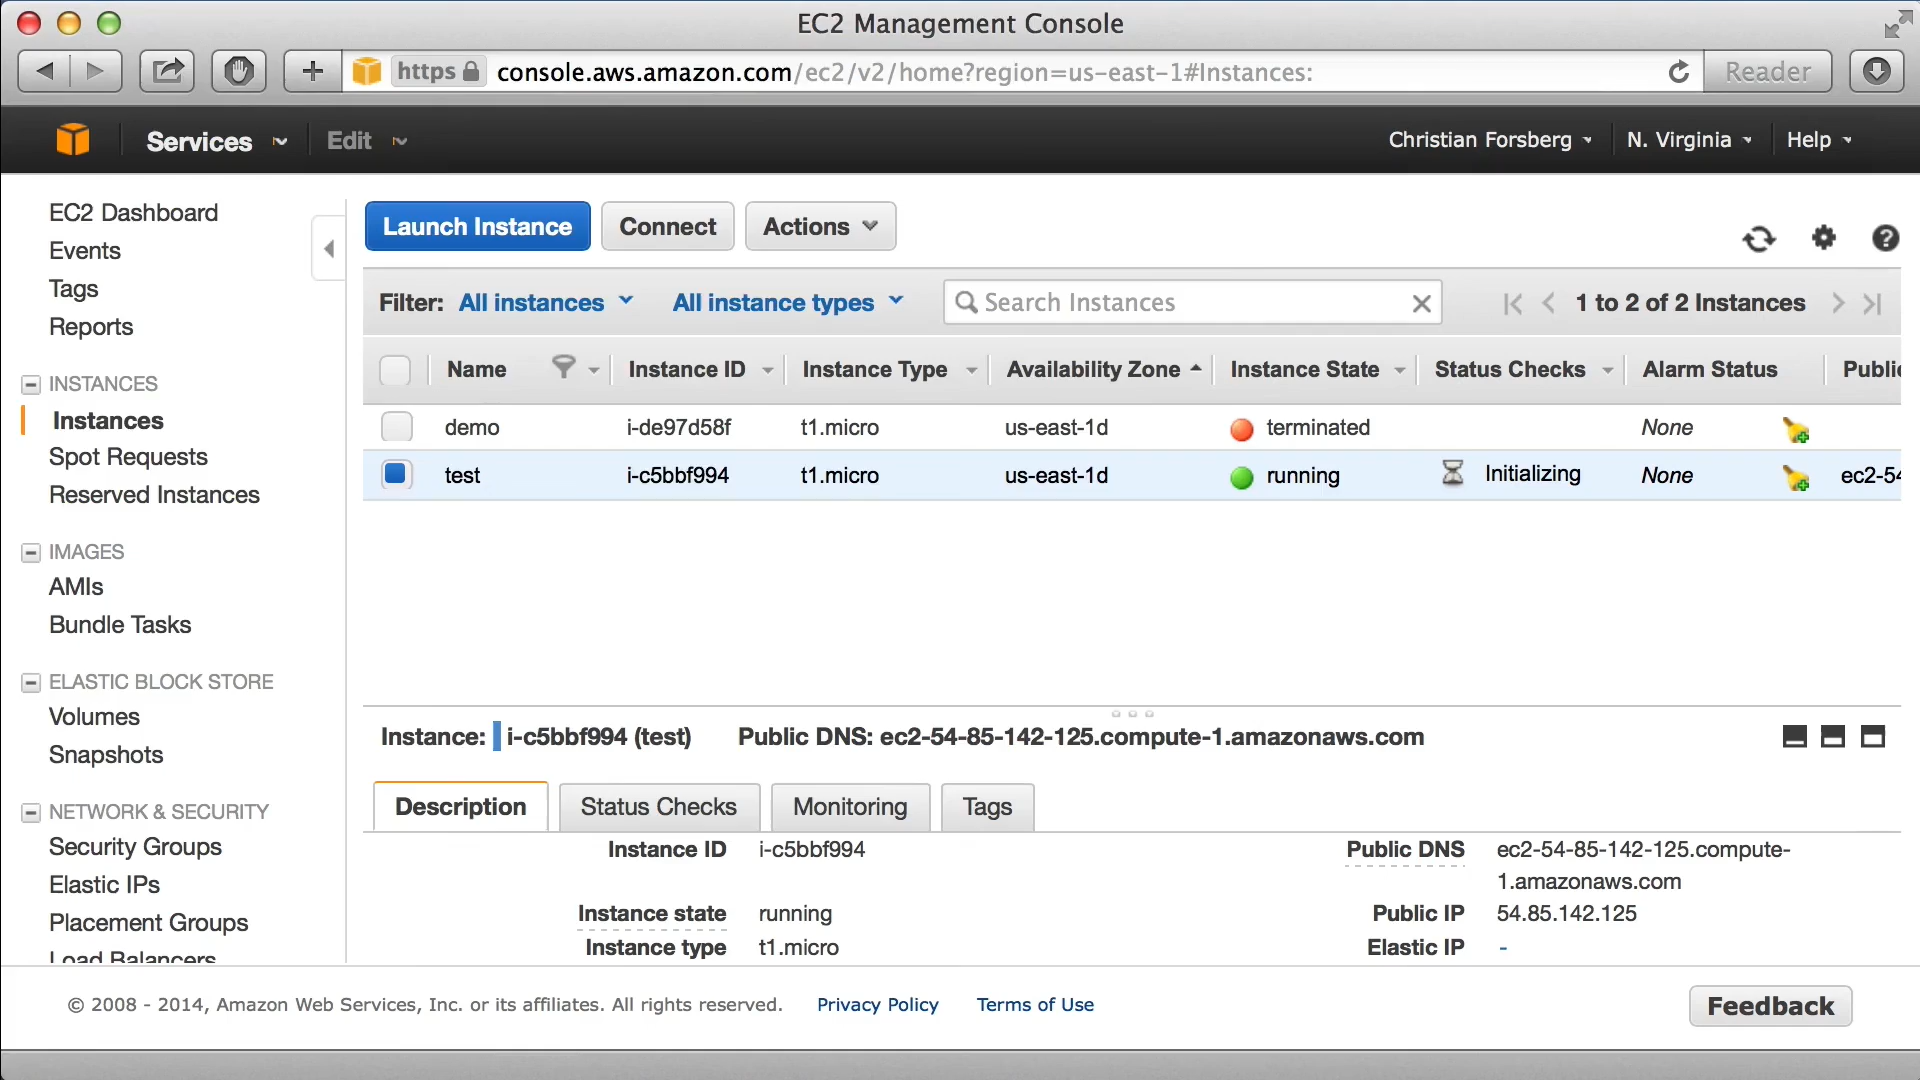 EC2 Management Console
https console.aws.amazon.com/ec2/v2/home?region=us-east-1#Instances: Reader
Services Edit Christian Forsberg N. Virginia Help
EC2 Dashboard
Events
Tags
Reports
INSTANCES
Instances
Spot Requests
Reserved Instances
IMAGES
AMIs
Bundle Tasks
ELASTIC BLOCK STORE
Volumes
Snapshots
NETWORK & SECURITY
Security Groups
Elastic IPs
Placement Groups
Load Balancers
Launch Instance Connect Actions
Filter: All instances All instance types Search Instances 1 to 2 of 2 Instances
Name Instance ID Instance Type Availability Zone Instance State Status Checks Alarm Status Public
demo i-de97d58f t1.micro us-east-1d terminated None
test i-c5bbf994 t1.micro us-east-1d running Initializing None ec2-54
Instance: i-c5bbf994 (test) Public DNS: ec2-54-85-142-125.compute-1.amazonaws.com
Description Status Checks Monitoring Tags
Instance ID i-c5bbf994 Public DNS ec2-54-85-142-125.compute-
1.amazonaws.com
Instance state running Public IP 54.85.142.125
Instance type t1.micro Elastic IP -
© 2008 - 2014, Amazon Web Services, Inc. or its affiliates. All rights reserved. Privacy Policy Terms of Use Feedback